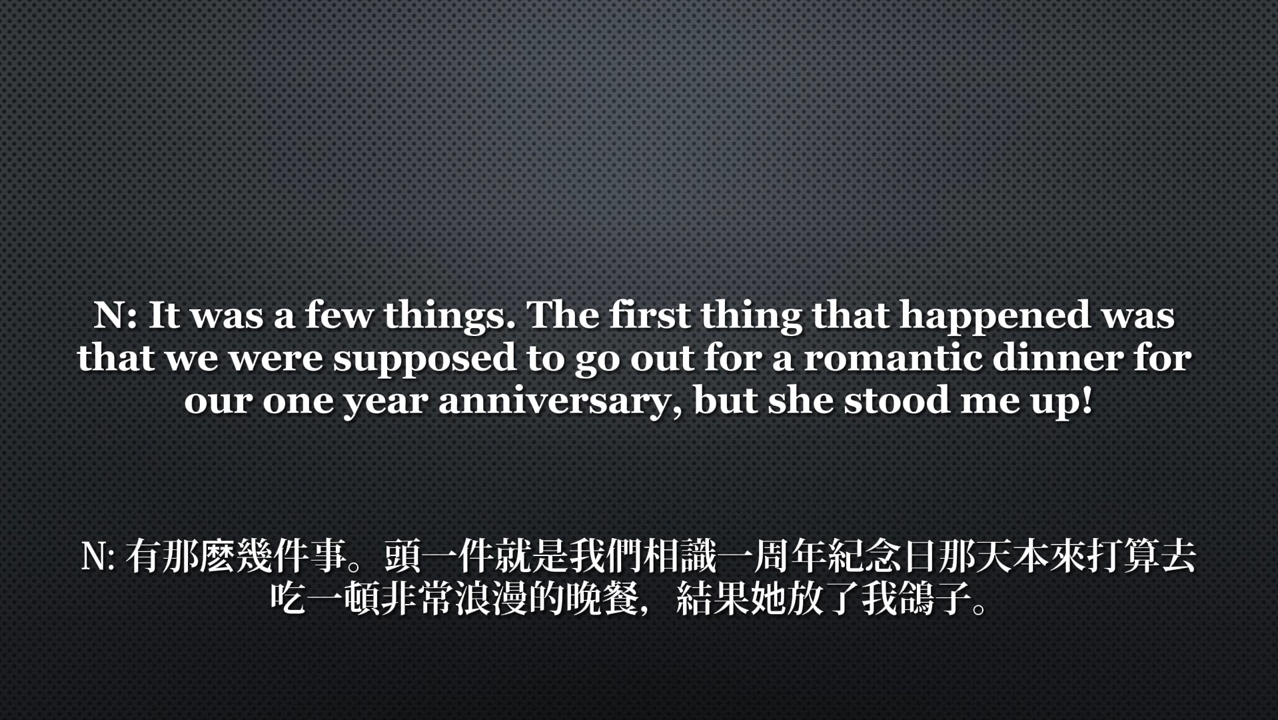 N: It was a few things. The first thing that happened was
that we were supposed to go out for a romantic dinner for
our one year anniversary, but she stood me up!
N: 有那麽幾件事。頭一件就是我們相識一周年紀念日那天本來打算去
吃一頓非常浪漫的晚餐，結果她放了我鴿子。